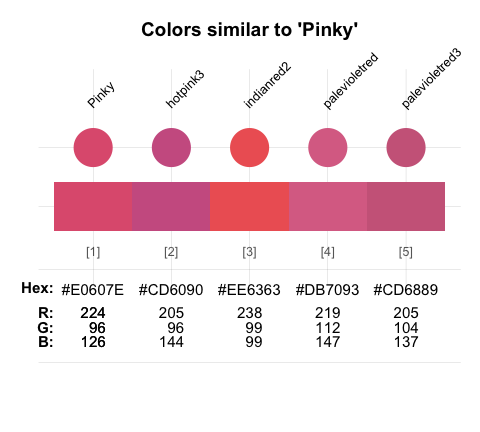 Colors similar to 'Pinky'
Pinky hotpink3 indianred2 palevioletred palevioletred3
[1] [2] [3] [4] [5]
Hex: #E0607E #CD6090 #EE6363 #DB7093 #CD6889
R: 224 205 238 219 205
G: 96 96 99 112 104
B: 126 144 99 147 137